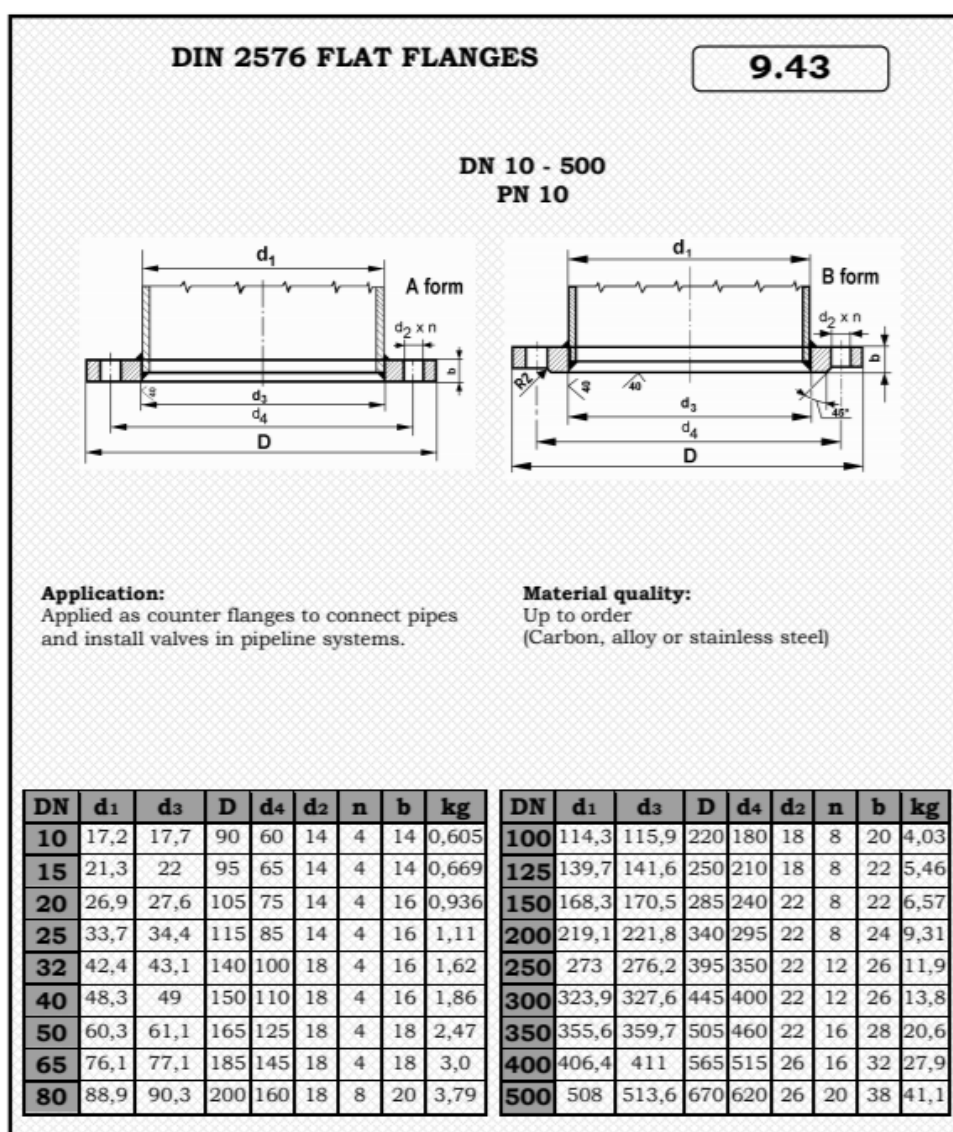 DIN 2576 FLAT FLANGES
9.43
DN 10 - 500
PN 10
d1
A form
d2 x n
b
40
d3
d4
D
d1
B form
d2 x n
b
R2
40
40
d3
45°
d4
D
Application:
Applied as counter flanges to connect pipes
and install valves in pipeline systems.
Material quality:
Up to order
(Carbon, alloy or stainless steel)
DN d1 d3 D d4 d2 n b kg
10 17,2 17,7 90 60 14 4 14 0,605
15 21,3 22 95 65 14 4 14 0,669
20 26,9 27,6 105 75 14 4 16 0,936
25 33,7 34,4 115 85 14 4 16 1,11
32 42,4 43,1 140 100 18 4 16 1,62
40 48,3 49 150 110 18 4 16 1,86
50 60,3 61,1 165 125 18 4 18 2,47
65 76,1 77,1 185 145 18 4 18 3,0
80 88,9 90,3 200 160 18 8 20 3,79
DN d1 d3 D d4 d2 n b kg
100 114,3 115,9 220 180 18 8 20 4,03
125 139,7 141,6 250 210 18 8 22 5,46
150 168,3 170,5 285 240 22 8 22 6,57
200 219,1 221,8 340 295 22 8 24 9,31
250 273 276,2 395 350 22 12 26 11,9
300 323,9 327,6 445 400 22 12 26 13,8
350 355,6 359,7 505 460 22 16 28 20,6
400 406,4 411 565 515 26 16 32 27,9
500 508 513,6 670 620 26 20 38 41,1